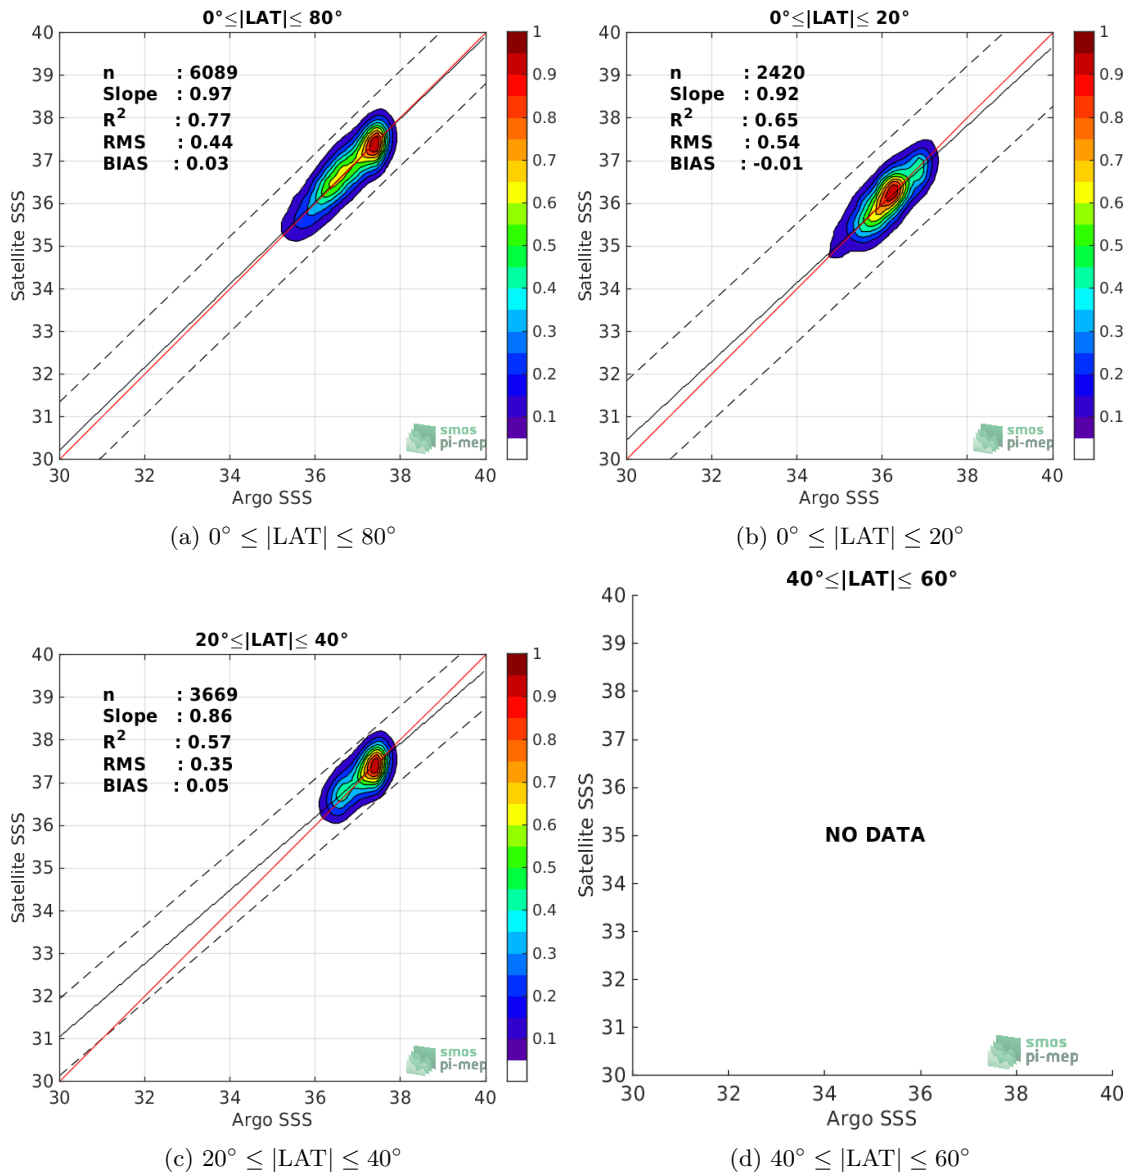 0°≤|LAT|≤ 80°
40
39
38
37
36
35
34
33
32
31
30
n : 6089
Slope : 0.97
R² : 0.77
RMS : 0.44
BIAS : 0.03
1
0.9
0.8
0.7
0.6
0.5
0.4
0.3
0.2
0.1
smos
pi-mep
30 32 34 36 38 40
Argo SSS
Satellite SSS
(a) 0° ≤ |LAT| ≤ 80°
0°≤|LAT|≤ 20°
40
39
38
37
36
35
34
33
32
31
30
n : 2420
Slope : 0.92
R² : 0.65
RMS : 0.54
BIAS : -0.01
1
0.9
0.8
0.7
0.6
0.5
0.4
0.3
0.2
0.1
smos
pi-mep
30 32 34 36 38 40
Argo SSS
Satellite SSS
(b) 0° ≤ |LAT| ≤ 20°
20°≤|LAT|≤ 40°
40
39
38
37
36
35
34
33
32
31
30
n : 3669
Slope : 0.86
R² : 0.57
RMS : 0.35
BIAS : 0.05
1
0.9
0.8
0.7
0.6
0.5
0.4
0.3
0.2
0.1
smos
pi-mep
30 32 34 36 38 40
Argo SSS
Satellite SSS
(c) 20° ≤ |LAT| ≤ 40°
40°≤|LAT|≤ 60°
40
39
38
37
36
35
34
33
32
31
30
NO DATA
smos
pi-mep
30 32 34 36 38 40
Argo SSS
Satellite SSS
(d) 40° ≤ |LAT| ≤ 60°